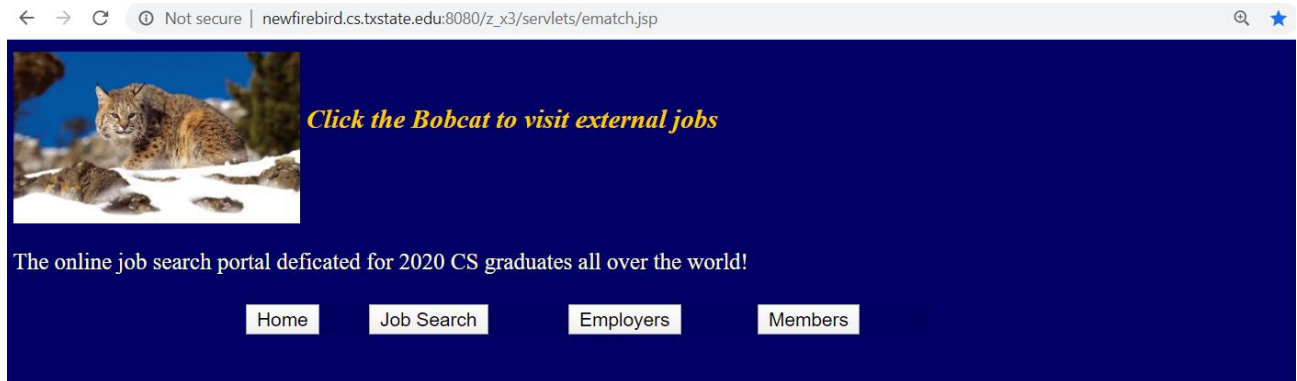 Not secure | newfirebird.cs.txstate.edu:8080/z_x3/servlets/ematch.jsp
Click the Bobcat to visit external jobs
The online job search portal deficated for 2020 CS graduates all over the world!
Home Job Search Employers Members